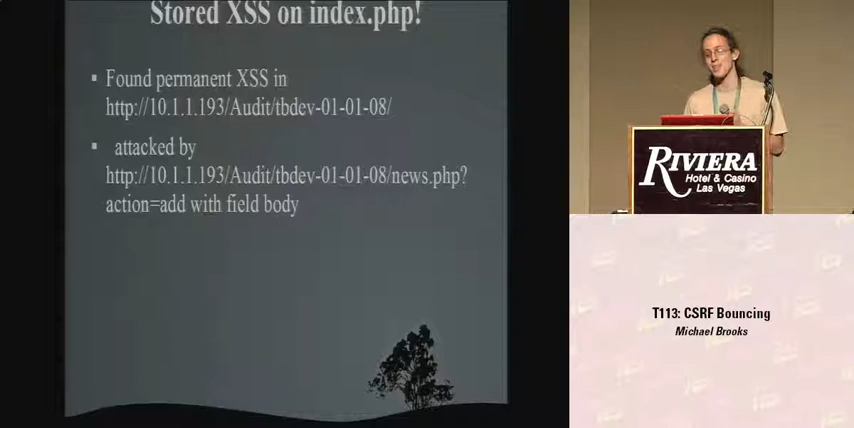 Stored XSS on index.php!
Found permanent XSS in
http://10.1.1.193/Audit/tbdev-01-01-08/
attacked by
http://10.1.1.193/Audit/tbdev-01-01-08/news.php?
action=add with field body
RIVIERA
Hotel & Casino
Las Vegas
T113: CSRF Bouncing
Michael Brooks